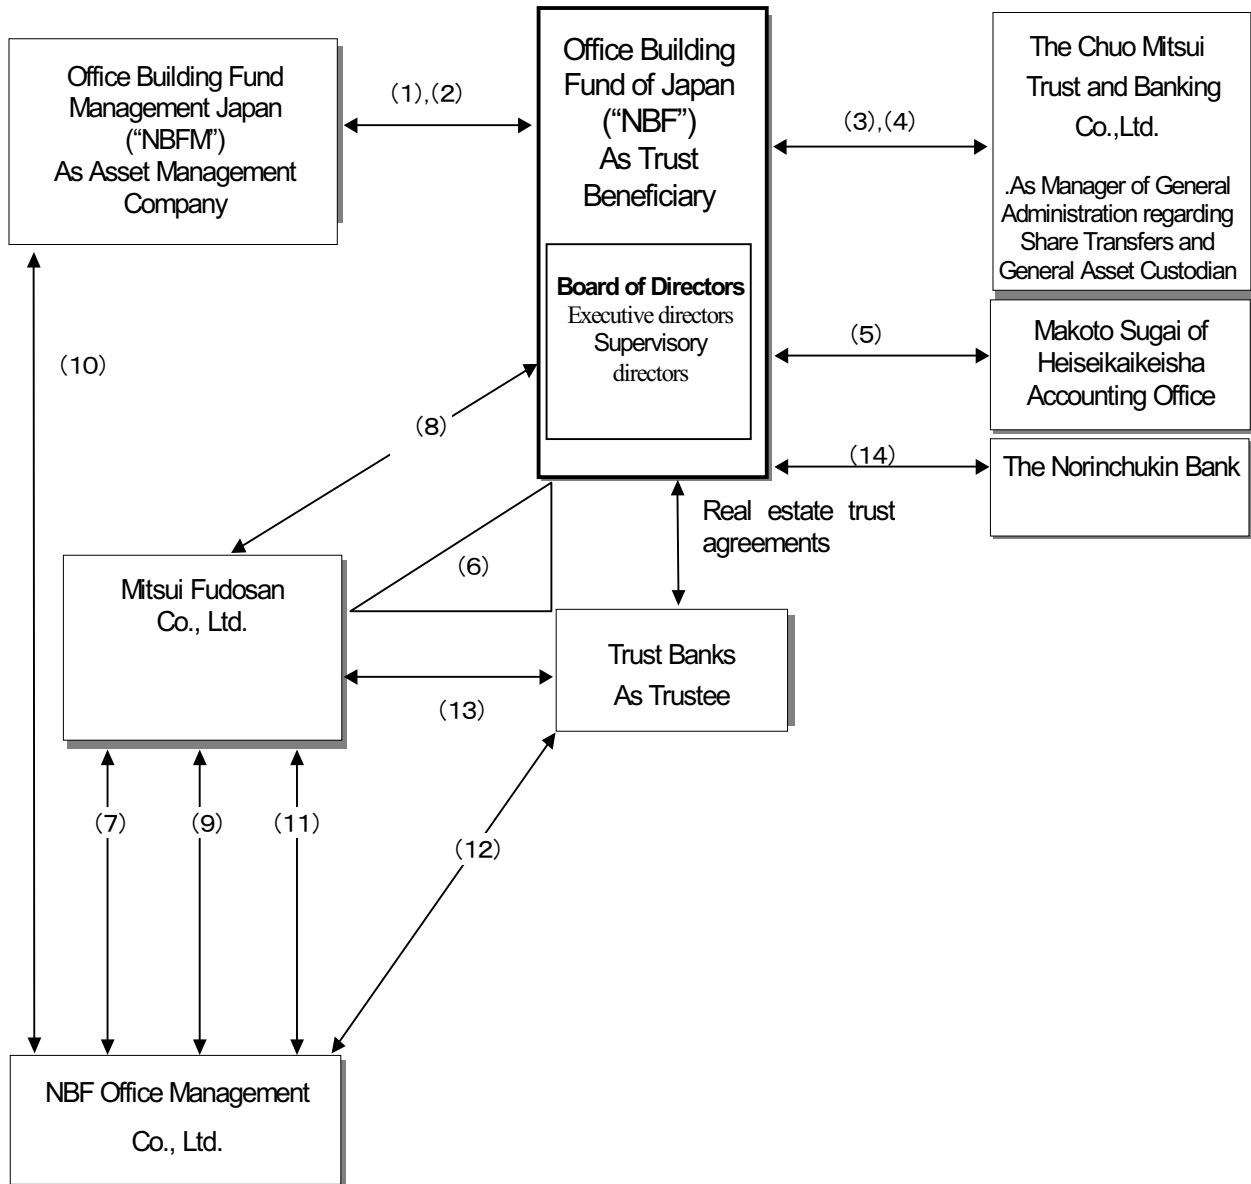 Office Building Fund
Management Japan
(“NBFM”)
As Asset Management
Company
(1),(2)
Office Building
Fund of Japan
(“NBF”)
As Trust
Beneficiary
Board of Directors
Executive directors
Supervisory
directors
(3),(4)
The Chuo Mitsui
Trust and Banking
Co.,Ltd.
.As Manager of General
Administration regarding
Share Transfers and
General Asset Custodian
(5)
Makoto Sugai of
Heiseikaikeisha
Accounting Office
(14)
The Norinchukin Bank
(10)
(8)
Real estate trust
agreements
(6)
Mitsui Fudosan
Co., Ltd.
(13)
Trust Banks
As Trustee
(7)
(9)
(11)
(12)
NBF Office Management
Co., Ltd.